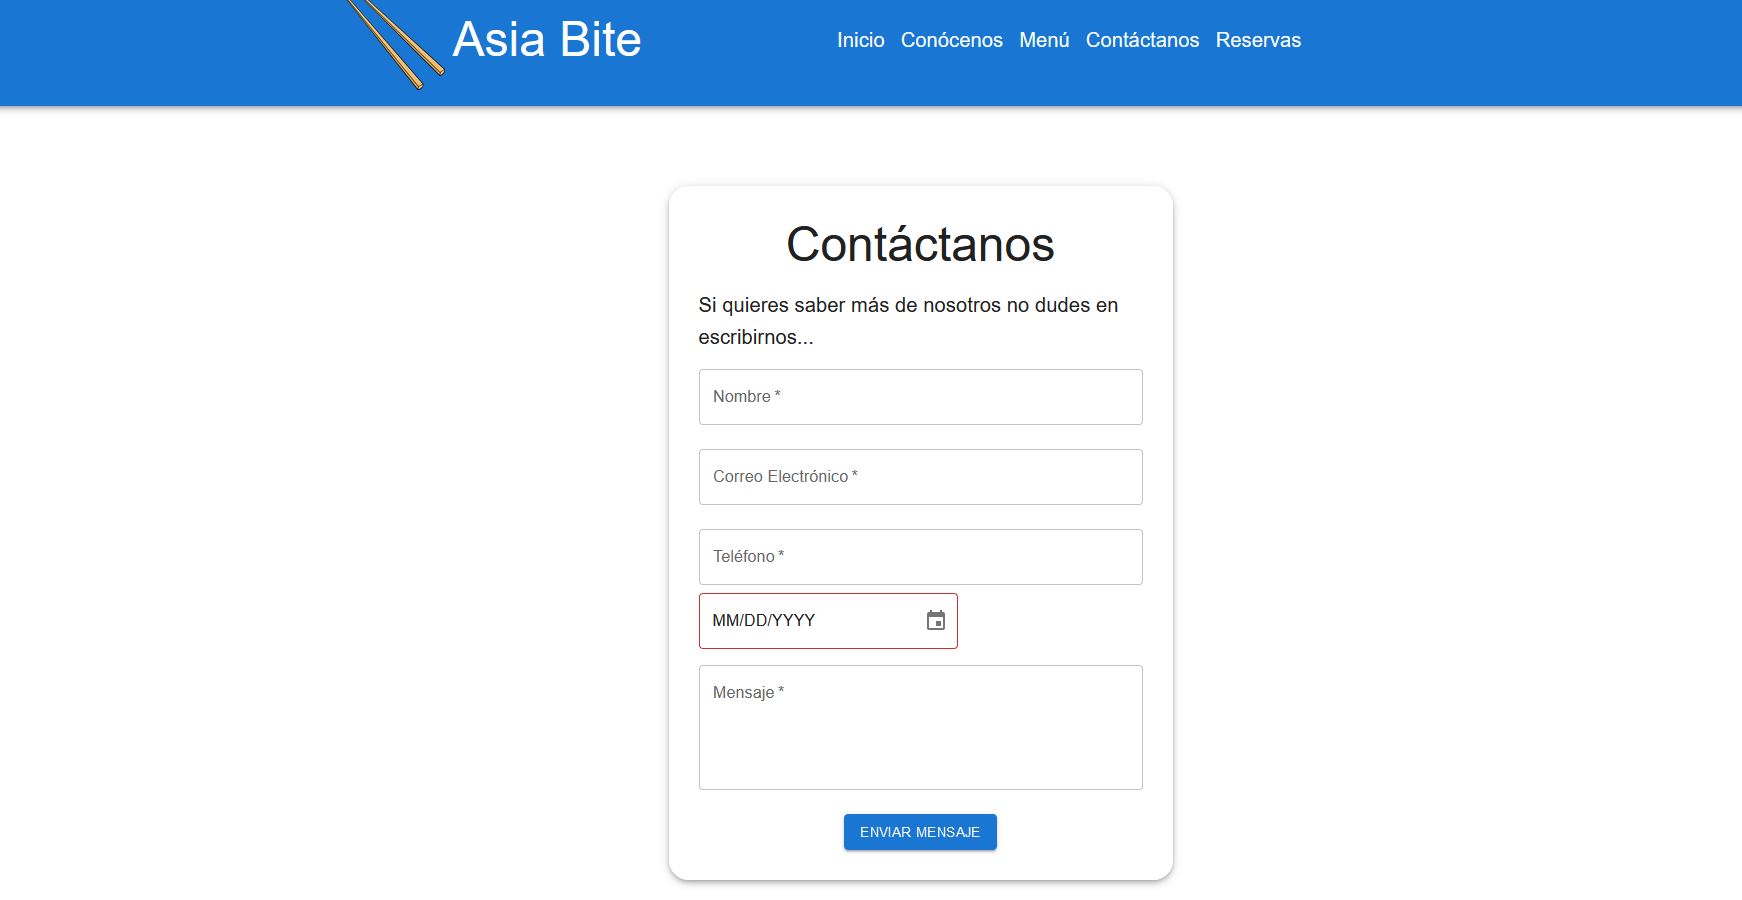 Asia Bite
Inicio Conócenos Menú Contáctanos Reservas
Contáctanos
Si quieres saber más de nosotros no dudes en
escribirnos...
Nombre *
Correo Electrónico *
Teléfono *
MM/DD/YYYY
Mensaje *
ENVIAR MENSAJE